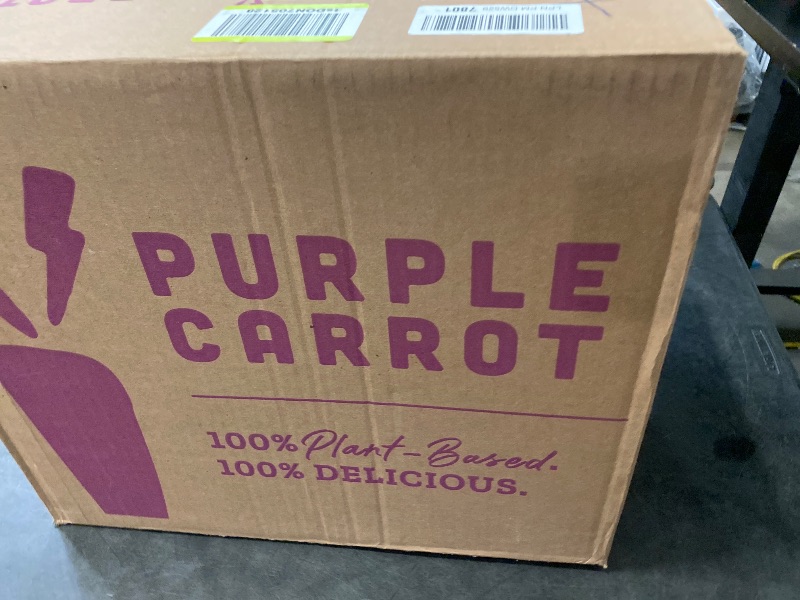 PURPLE
CARROT
100% Plant-Based.
100% DELICIOUS.